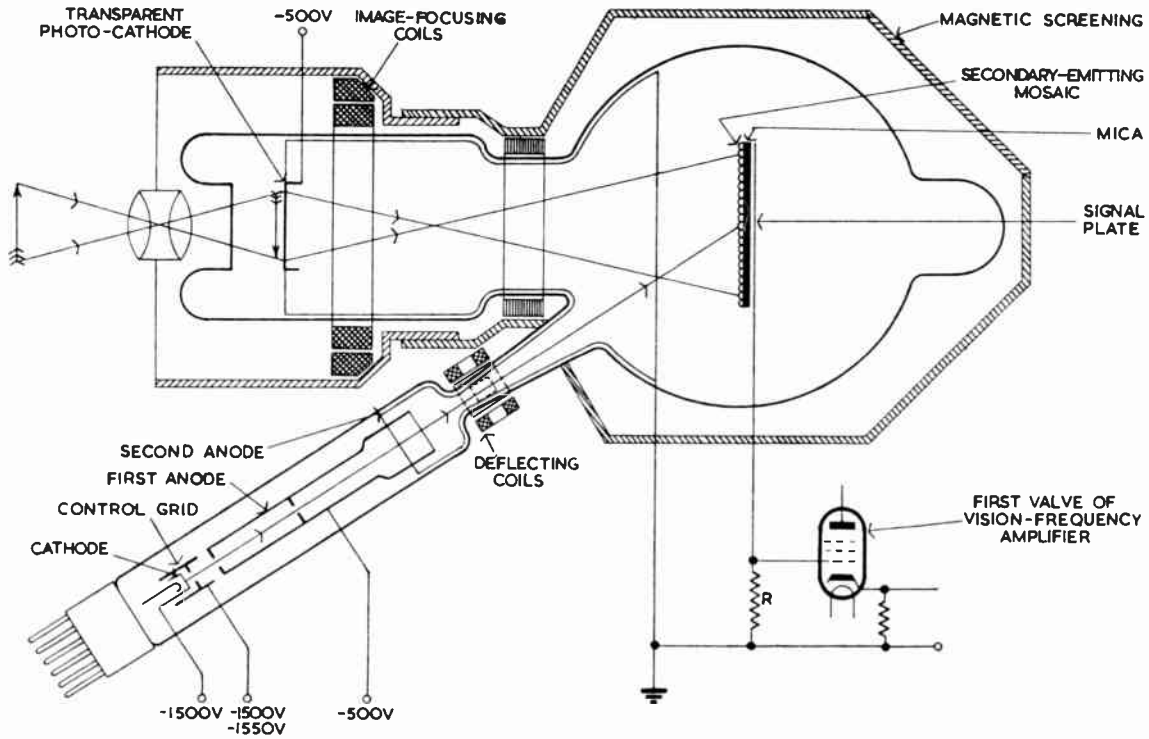 TRANSPARENT
PHOTO-CATHODE
-500V
IMAGE-FOCUSING
COILS
MAGNETIC SCREENING
SECONDARY-EMITTING
MOSAIC
MICA
SIGNAL
PLATE
SECOND ANODE
FIRST ANODE
CONTROL GRID
CATHODE
DEFLECTING
COILS
FIRST VALVE OF
VISION-FREQUENCY
AMPLIFIER
R
-1500V
-1500V
-1550V
-500V